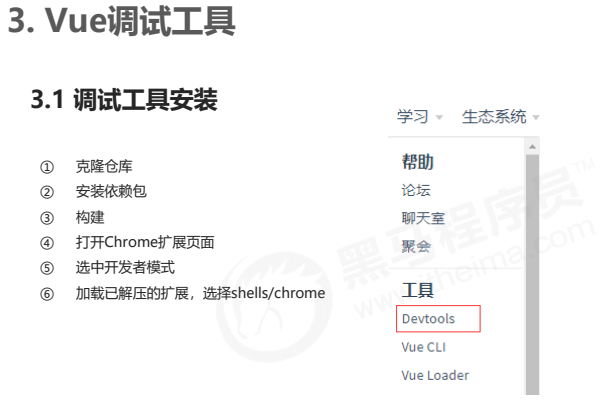 3. Vue调试工具
3.1 调试工具安装
① 克隆仓库
② 安装依赖包
③ 构建
④ 打开Chrome扩展页面
⑤ 选中开发者模式
⑥ 加载已解压的扩展，选择shells/chrome
学习 生态系统
帮助
论坛
聊天室
聚会
工具
Devtools
Vue CLI
Vue Loader
黑马程序员™
www.itheima.com